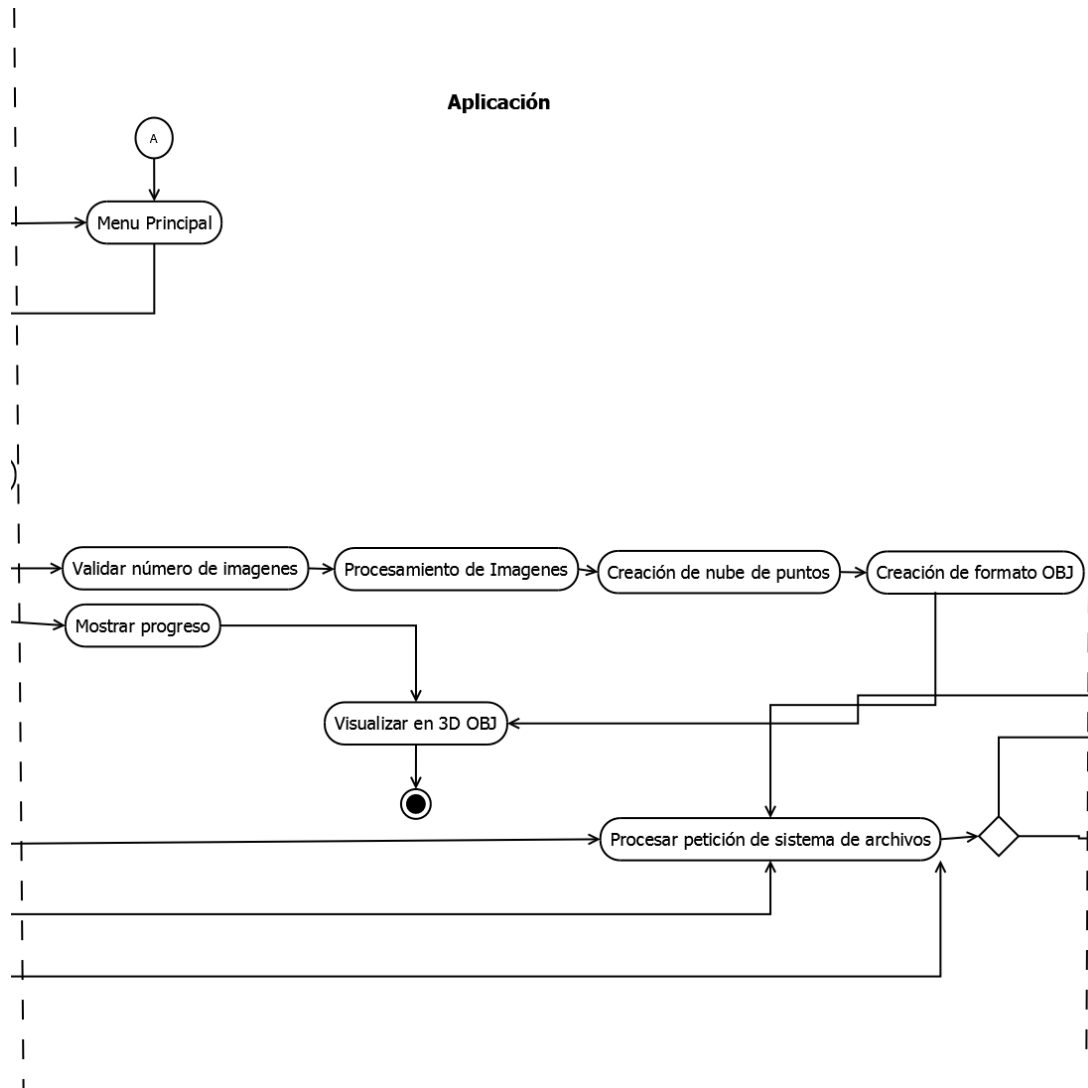 Aplicación
A
Menu Principal
Validar número de imagenes
Procesamiento de Imagenes
Creación de nube de puntos
Creación de formato OBJ
Mostrar progreso
Visualizar en 3D OBJ
Procesar petición de sistema de archivos